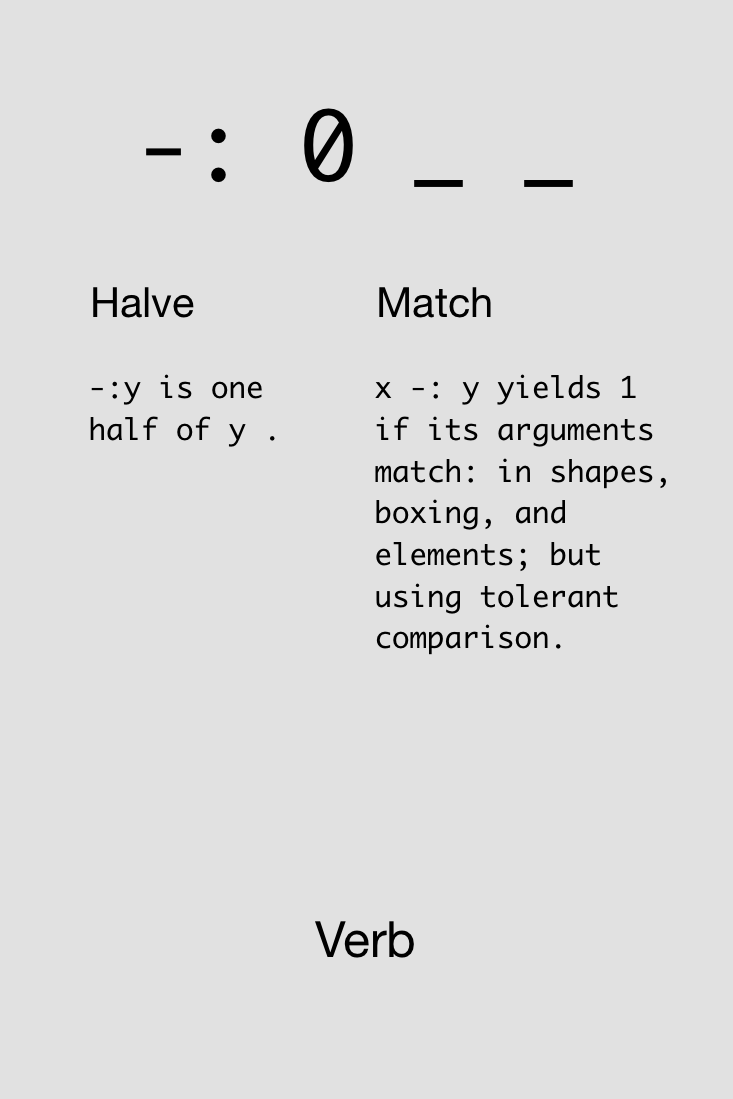 -: 0 _ _
Halve
-:y is one
half of y .
Match
x -: y yields 1
if its arguments
match: in shapes,
boxing, and
elements; but
using tolerant
comparison.
Verb